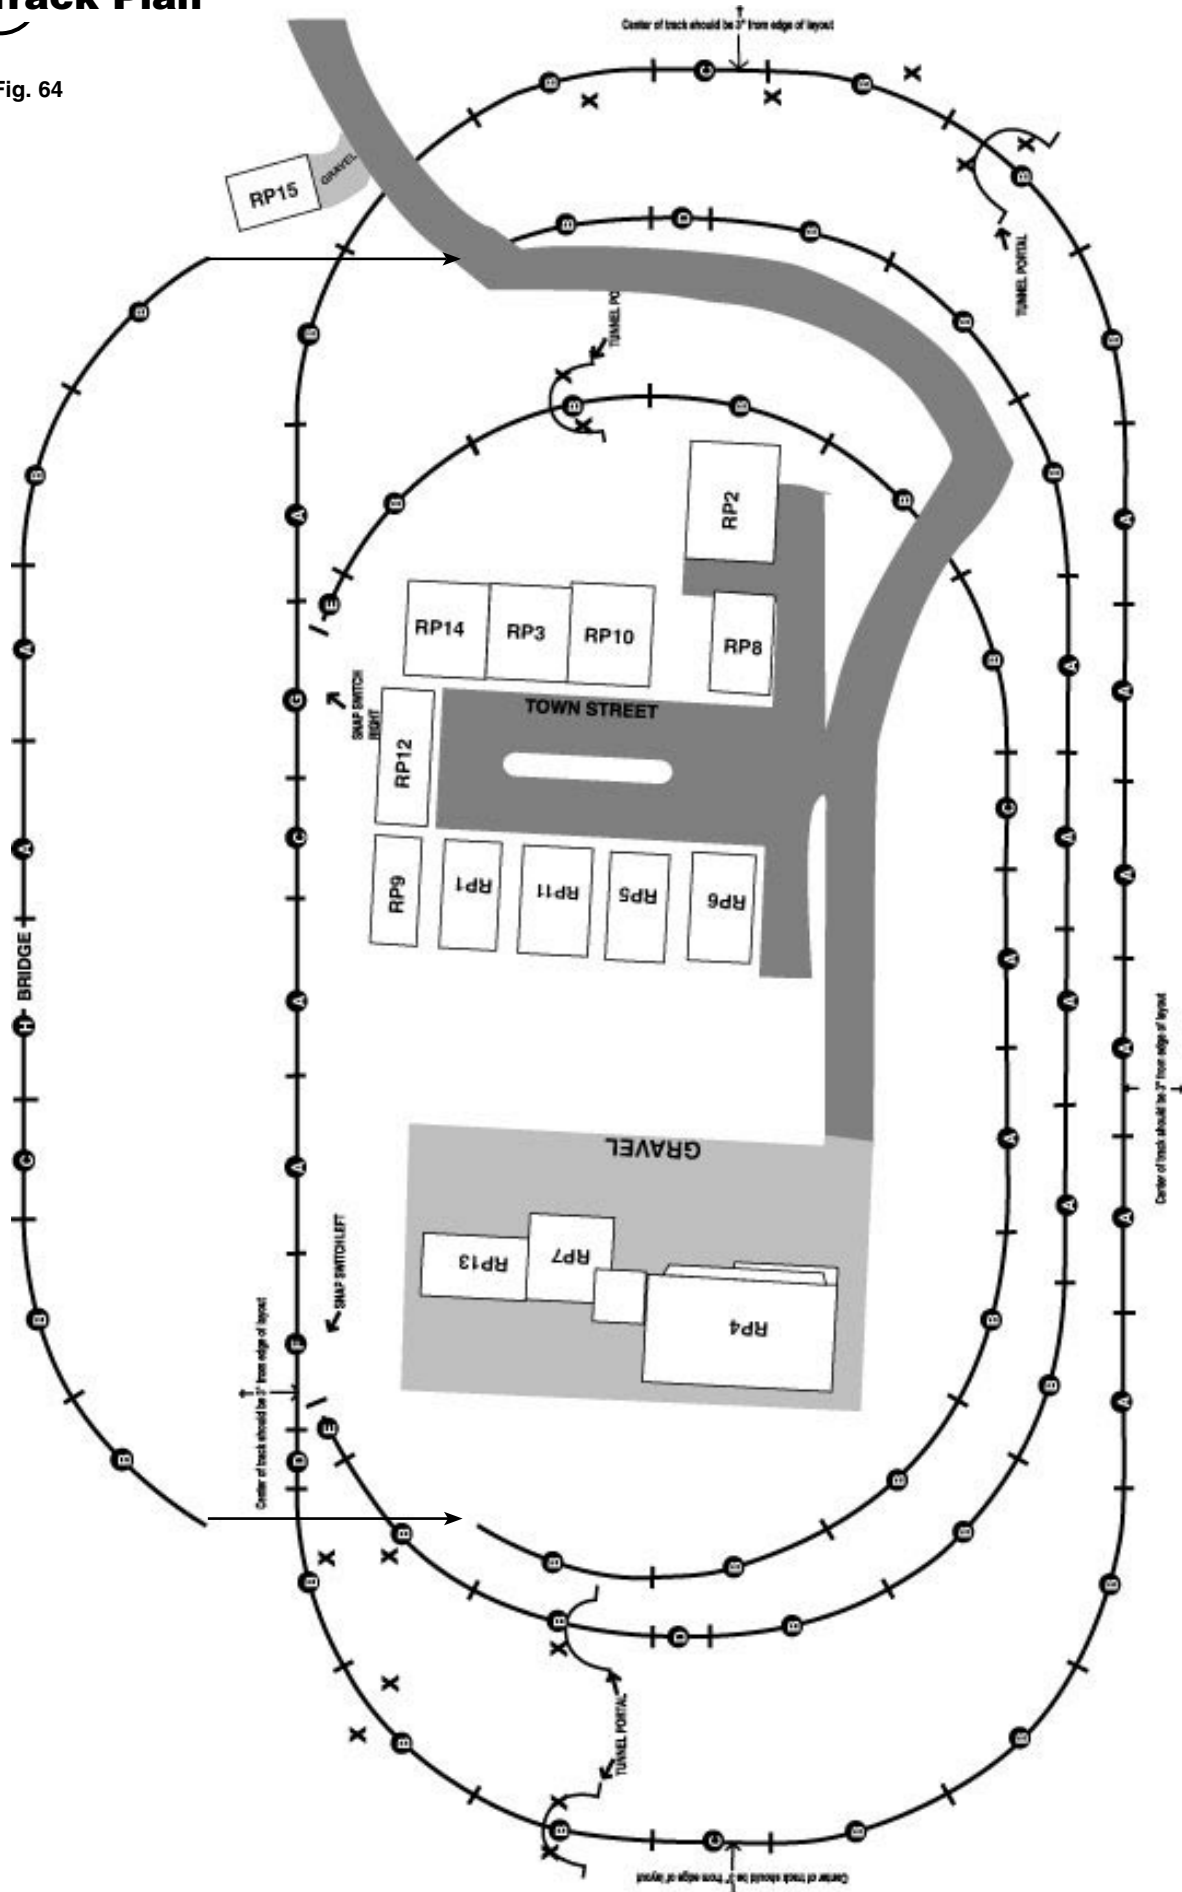 Track Plan
Fig. 64
Center of track should be 3" from edge of layout
C
B
B
B
B
RP15
GRAVEL
TUNNEL PORTAL
B
D
B
B
B
B
B
B
TUNNEL PO
B
B
B
B
B
A
A
E
RP2
RP14
RP3
RP10
RP8
B
A
A
A
G
SNAP SWITCH
RIGHT
TOWN STREET
RP12
A
C
C
A
A
RP9
RP1
RP11
RP5
RP6
BRIDGE
H
A
A
A
A
Center of track should be 3" from edge of layout
C
A
A
GRAVEL
A
A
SNAP SWITCH LEFT
RP13
RP7
RP4
B
F
B
Center of track should be 3" from edge of layout
B
A
B
D
E
B
B
B
B
B
B
B
B
B
D
B
TUNNEL PORTAL
B
B
B
C
B
Center of track should be 3" from edge of layout
X
X
X
X
X
X
X
X
X
X
X
X
X
X